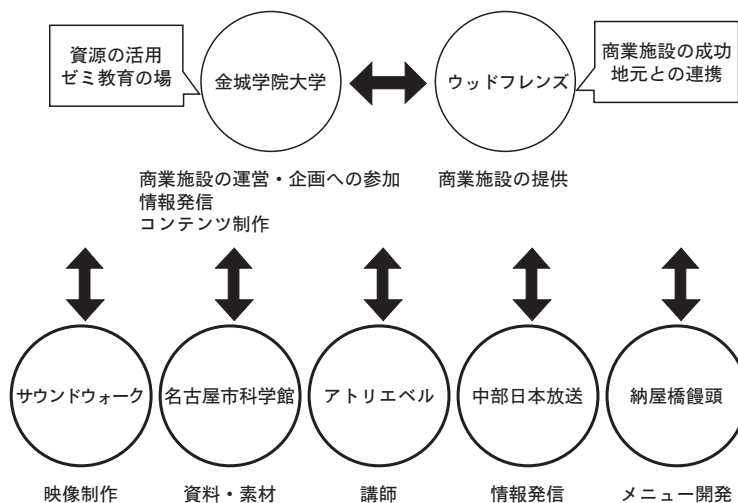 資源の活用
ゼミ教育の場
金城学院大学
ウッドフレンズ
商業施設の成功
地元との連携
商業施設の運営・企画への参加
情報発信
コンテンツ制作
商業施設の提供
サウンドウォーク
名古屋市科学館
アトリエベル
中部日本放送
納屋橋饅頭
映像制作
資料・素材
講師
情報発信
メニュー開発